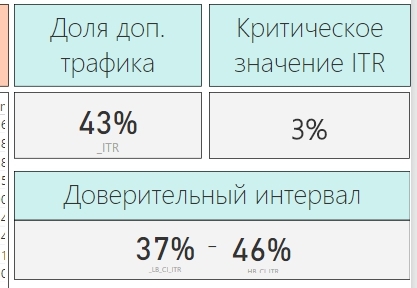 Доля доп.
трафика
Критическое
значение ITR
43%
_ITR
3%
Доверительный интервал
37% - 46%
_LB_CI_ITR